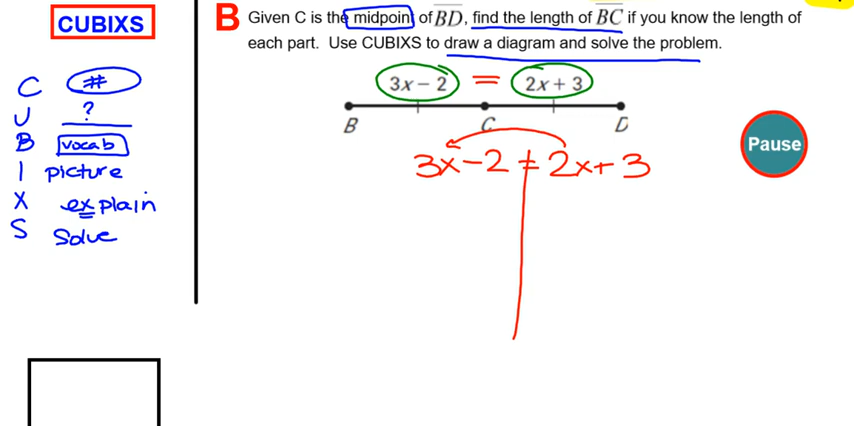 CUBIXS
C #
U ?
B vocab
I picture
X explain
S solve
B Given C is the midpoint of BD, find the length of BC if you know the length of
each part. Use CUBIXS to draw a diagram and solve the problem.
3x − 2 = 2x + 3
B C D
3x − 2 = 2x + 3
Pause